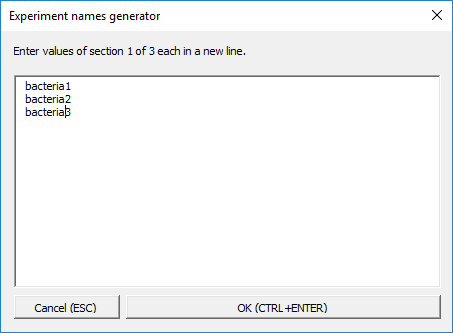 Experiment names generator
Enter values of section 1 of 3 each in a new line.
bacteria1
bacteria2
bacteria3
Cancel (ESC)
OK (CTRL+ENTER)